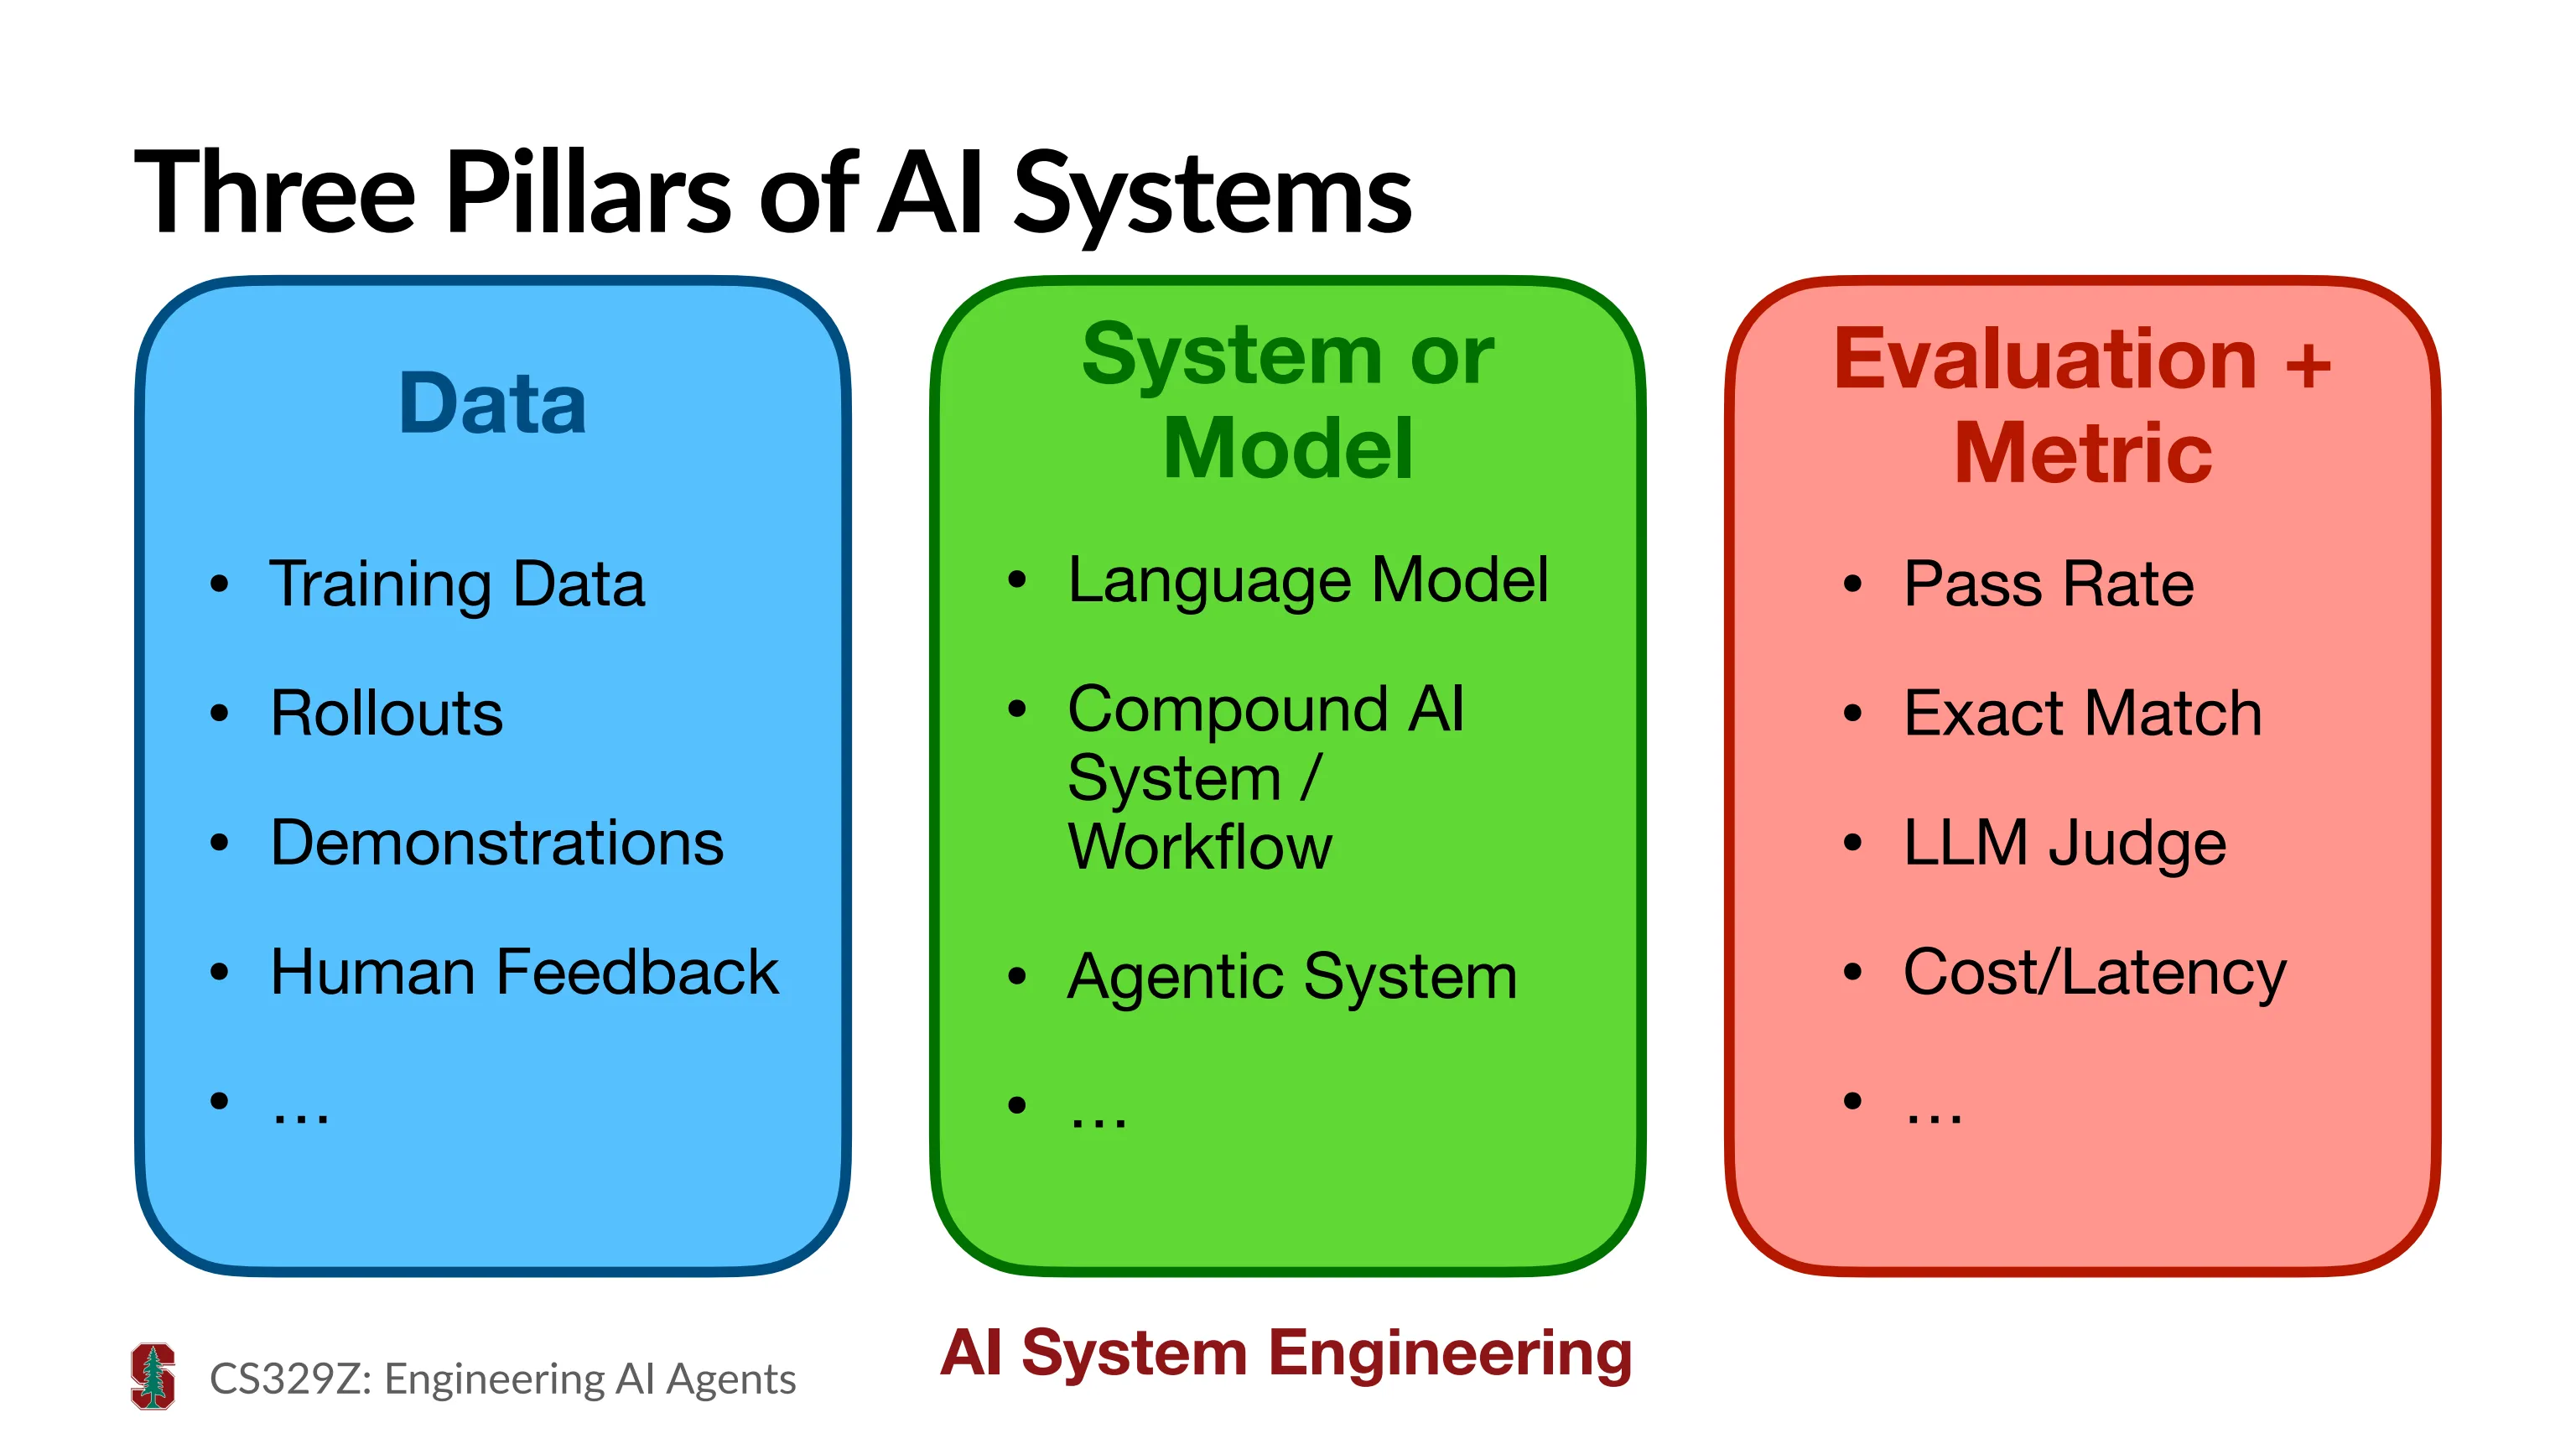 Three Pillars of AI Systems
Data
• Training Data
• Rollouts
• Demonstrations
• Human Feedback
• …
System or
Model
• Language Model
• Compound AI
System /
Workflow
• Agentic System
• …
Evaluation +
Metric
• Pass Rate
• Exact Match
• LLM Judge
• Cost/Latency
• …
AI System Engineering
CS329Z: Engineering AI Agents